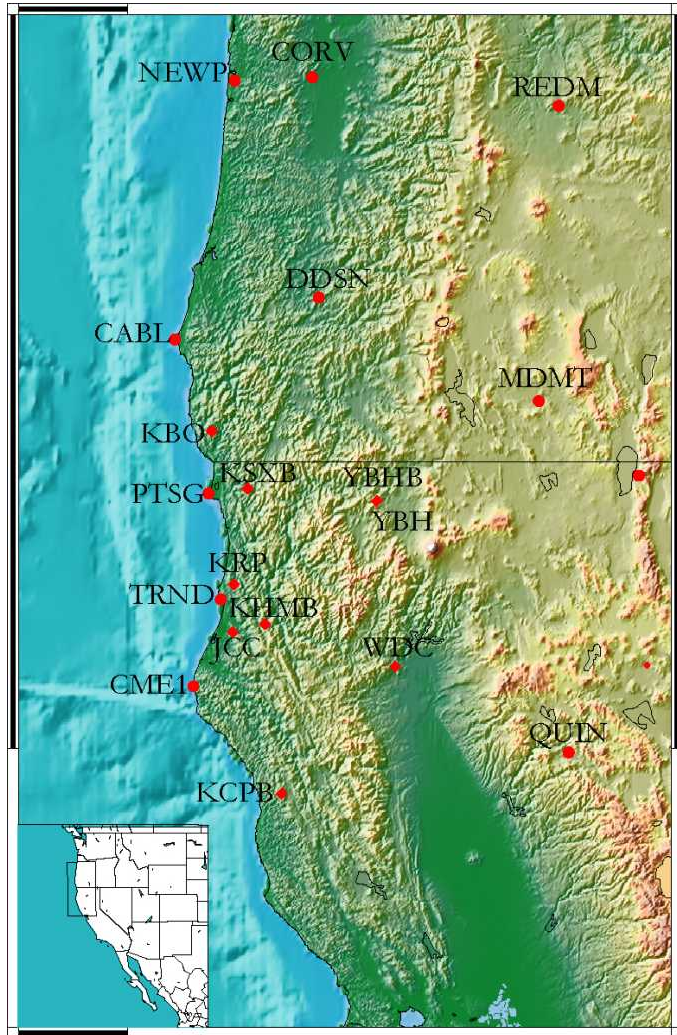 CORV
NEWP
REDM
DDSN
CABL
MDMT
KBO
KSXB
YBHB
PTSG
YBH
KRP
TRND
KHMB
JCC
WDC
CME1
QUIN
KCPB